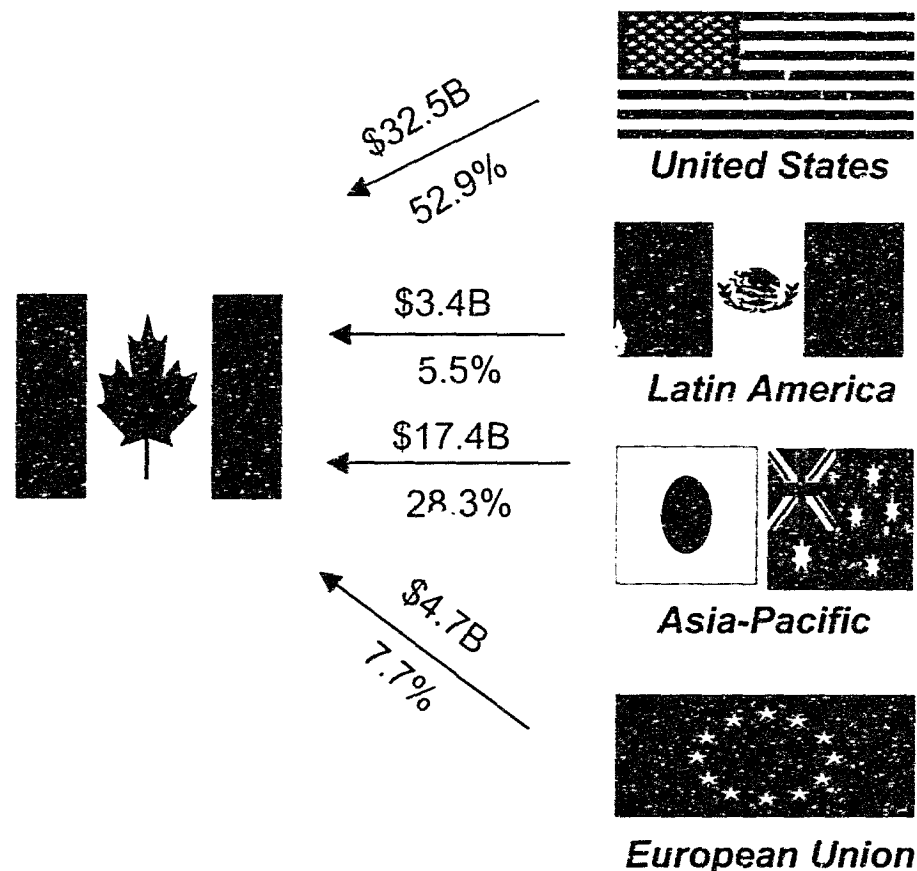 $32.5B
52.9%
United States
$3.4B
5.5%
Latin America
$17.4B
28.3%
Asia-Pacific
$4.7B
7.7%
European Union